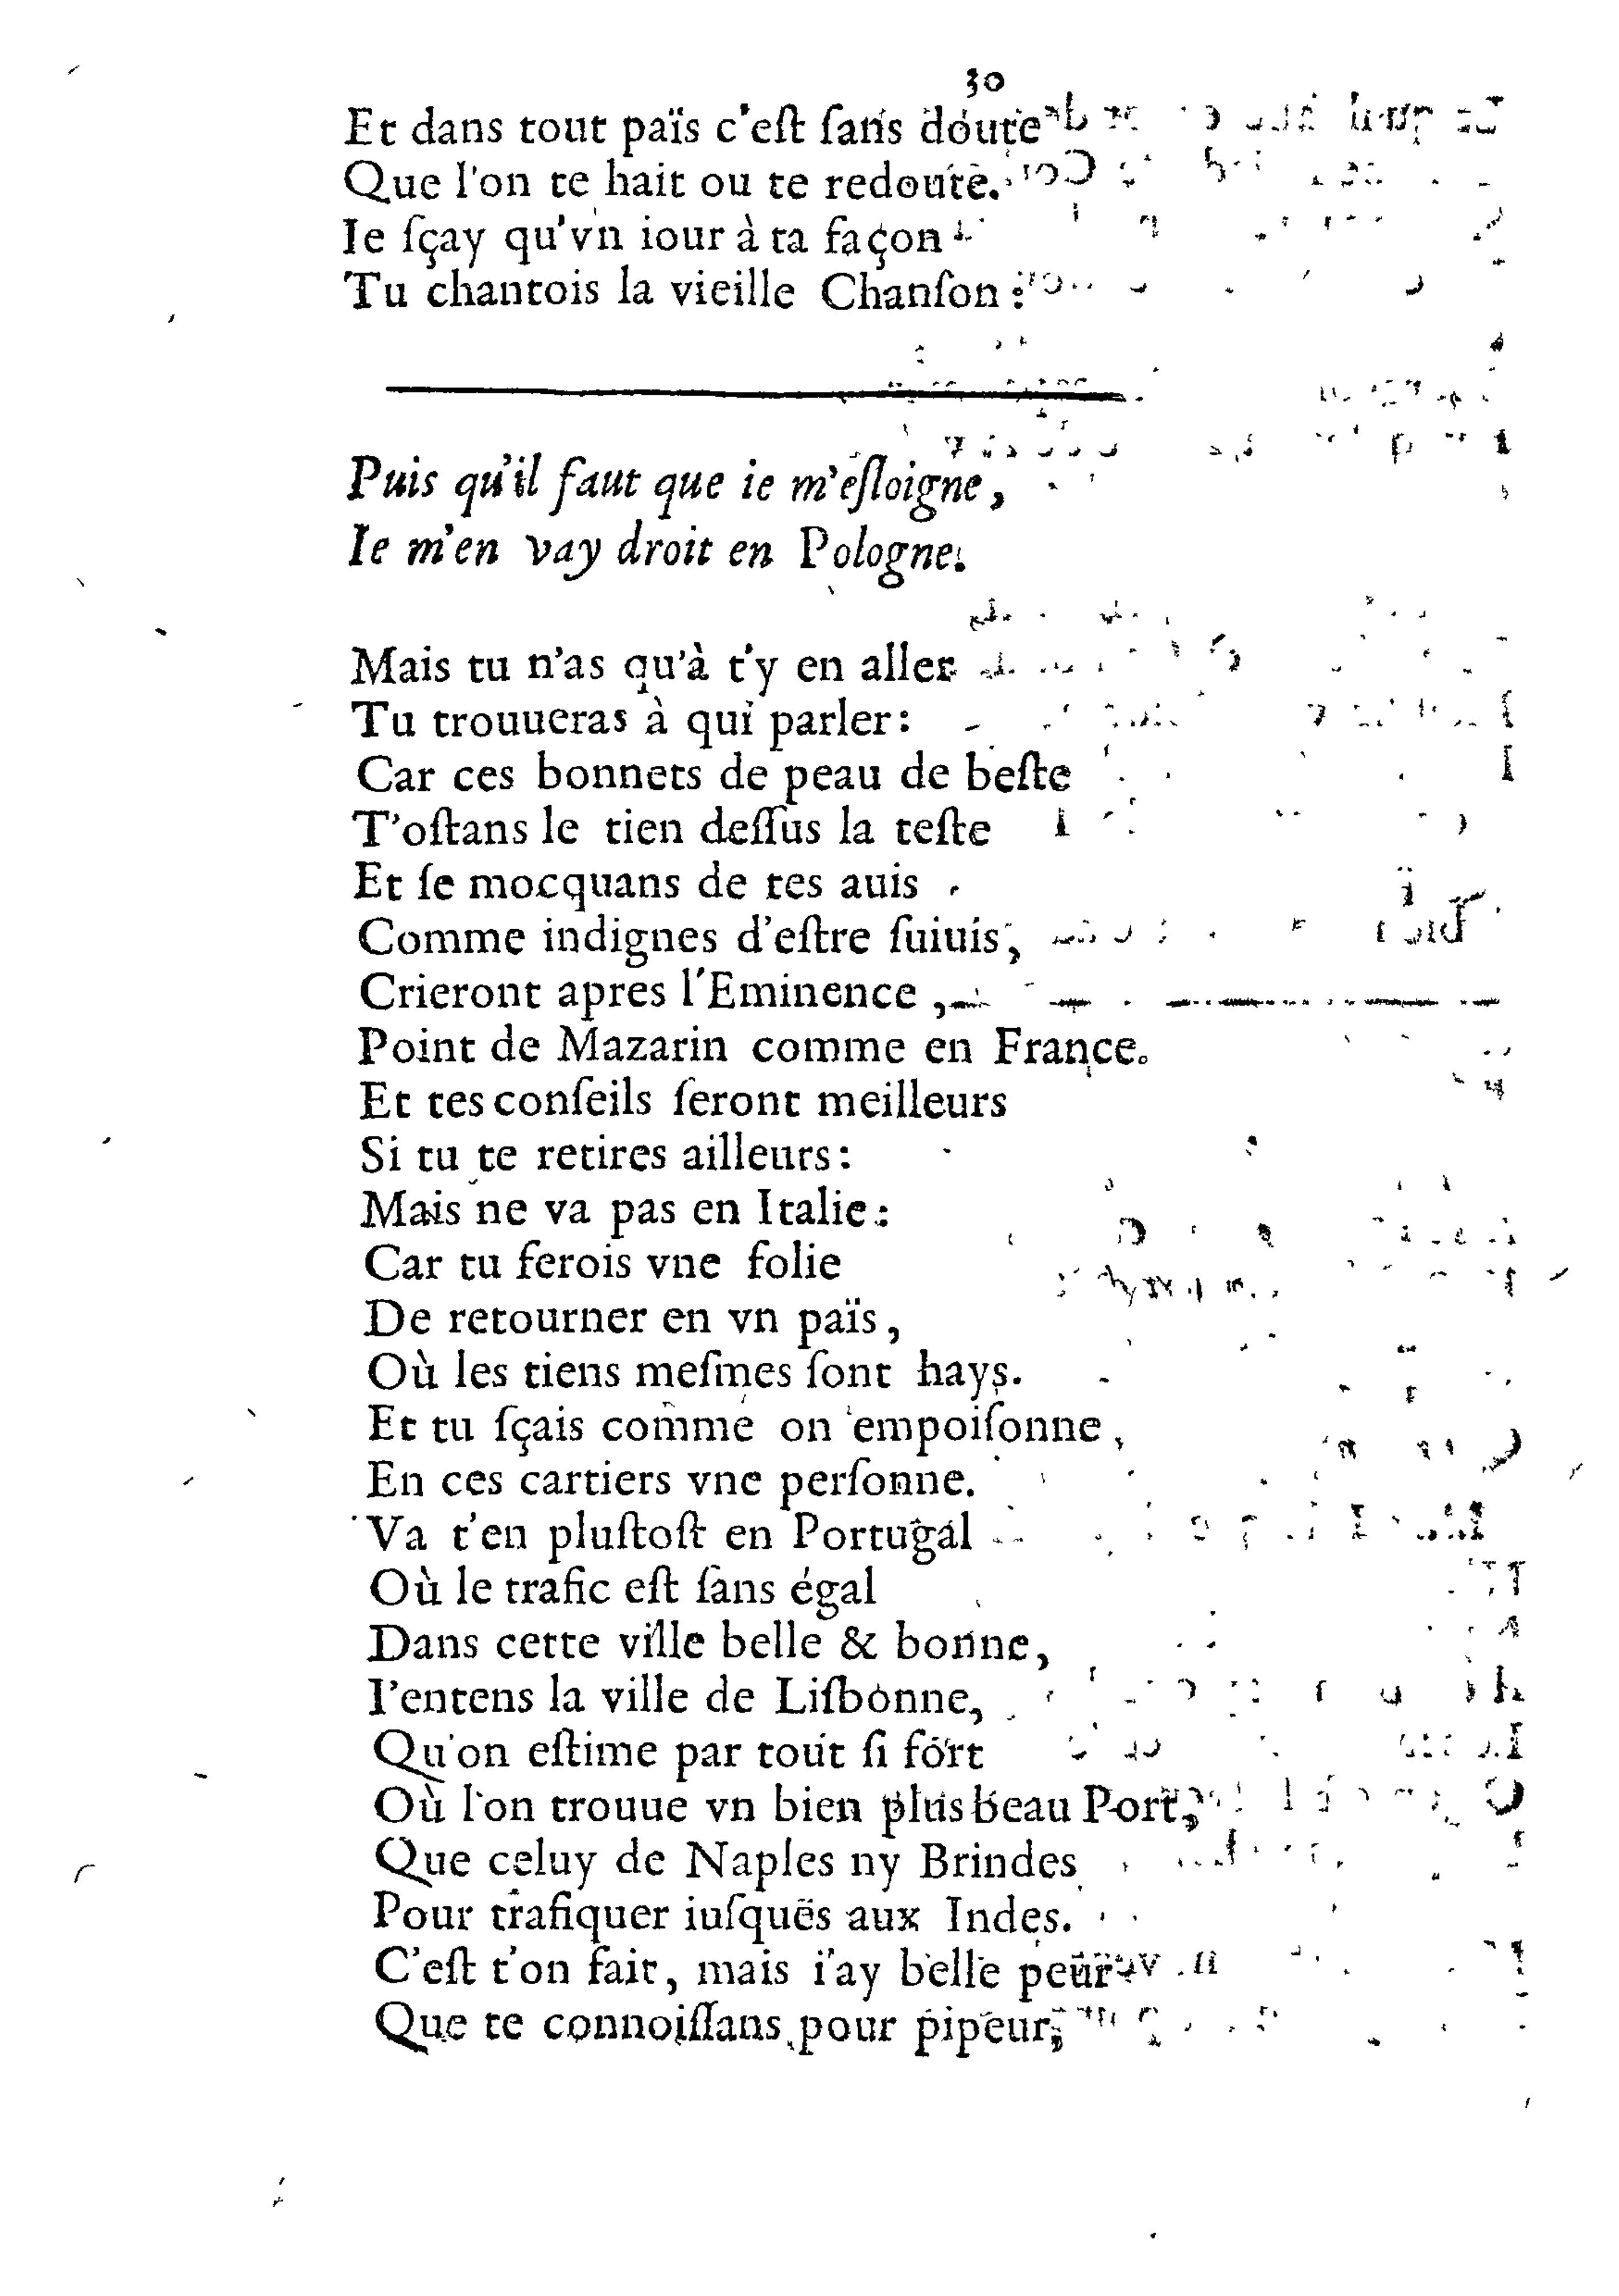 30
Et dans tout païs c'eſt ſans doute
Que l'on te hait ou te redoute.
Ie ſçay qu'vn iour à ta façon
Tu chantois la vieille Chanſon :
Puis qu'il faut que ie m'eſloigne,
Ie m'en vay droit en Pologne.
Mais tu n'as qu'à t'y en aller
Tu trouueras à qui parler:
Car ces bonnets de peau de beſte
T'oſtans le tien deſſus la teſte
Et ſe mocquans de tes auis
Comme indignes d'eſtre ſuiuis,
Crieront apres l'Eminence,
Point de Mazarin comme en France.
Et tes conſeils ſeront meilleurs
Si tu te retires ailleurs:
Mais ne va pas en Italie:
Car tu ferois vne folie
De retourner en vn païs,
Où les tiens meſmes ſont hays.
Et tu ſçais comme on empoiſonne,
En ces cartiers vne perſonne.
Va t'en pluſtoſt en Portugal
Où le trafic eſt ſans égal
Dans cette ville belle & bonne,
I'entens la ville de Liſbonne,
Qu'on eſtime par tout ſi fort
Où l'on trouue vn bien plus beau Port,
Que celuy de Naples ny Brindes
Pour trafiquer iuſques aux Indes.
C'eſt t'on fait, mais i'ay belle peur
Que te connoiſſans pour pipeur,